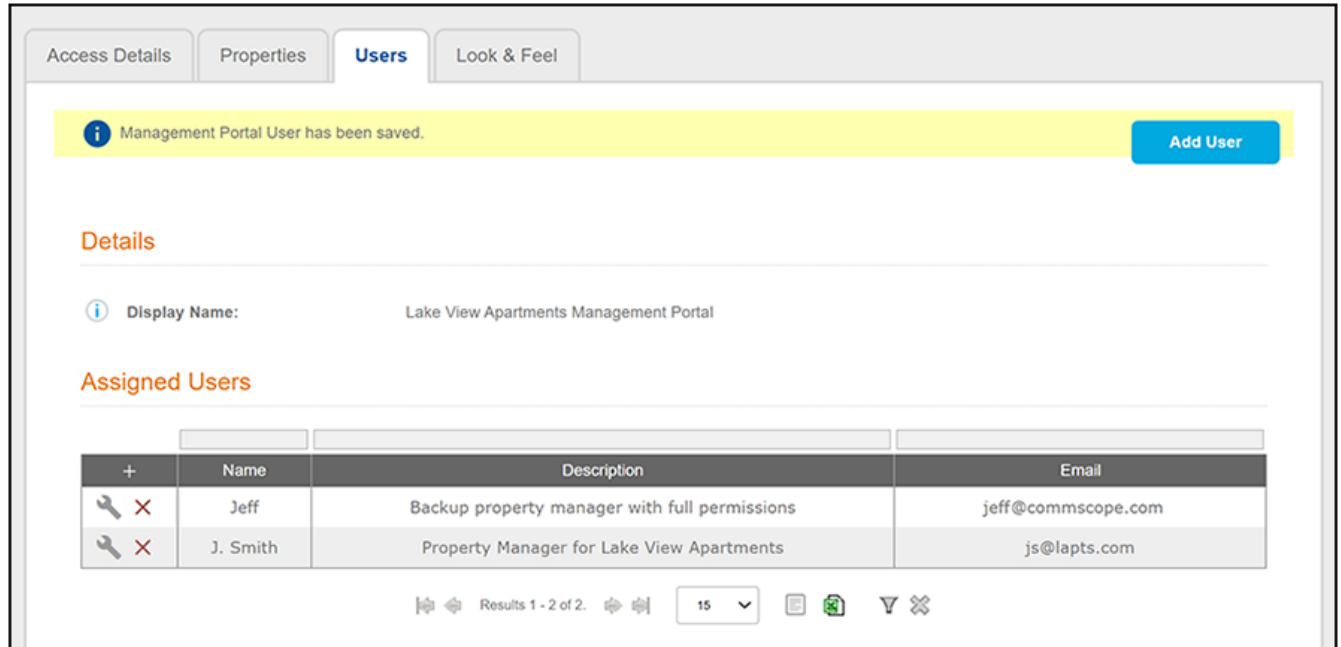 Access Details Properties Users Look & Feel
Management Portal User has been saved.
Add User
Details
Display Name: Lake View Apartments Management Portal
Assigned Users
+ Name Description Email
Jeff Backup property manager with full permissions jeff@commscope.com
J. Smith Property Manager for Lake View Apartments js@lapts.com
Results 1 - 2 of 2. 15